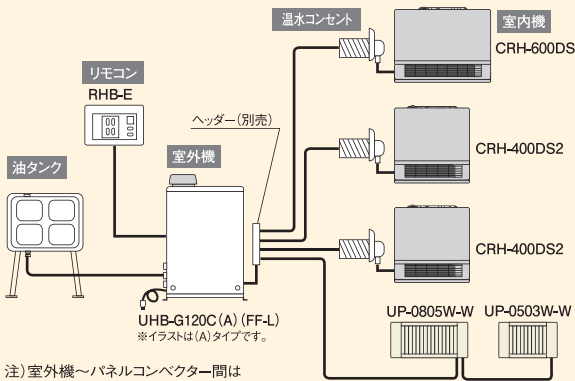 温水コンセント
室内機
CRH-600DS
リモコン
RHB-E
ヘッダー(別売)
油タンク
室外機
CRH-400DS2
CRH-400DS2
UHB-G120C(A)(FF-L)
※イラストは(A)タイプです。
UP-0805W-W
UP-0503W-W
注)室外機〜パネルコンベクター間は